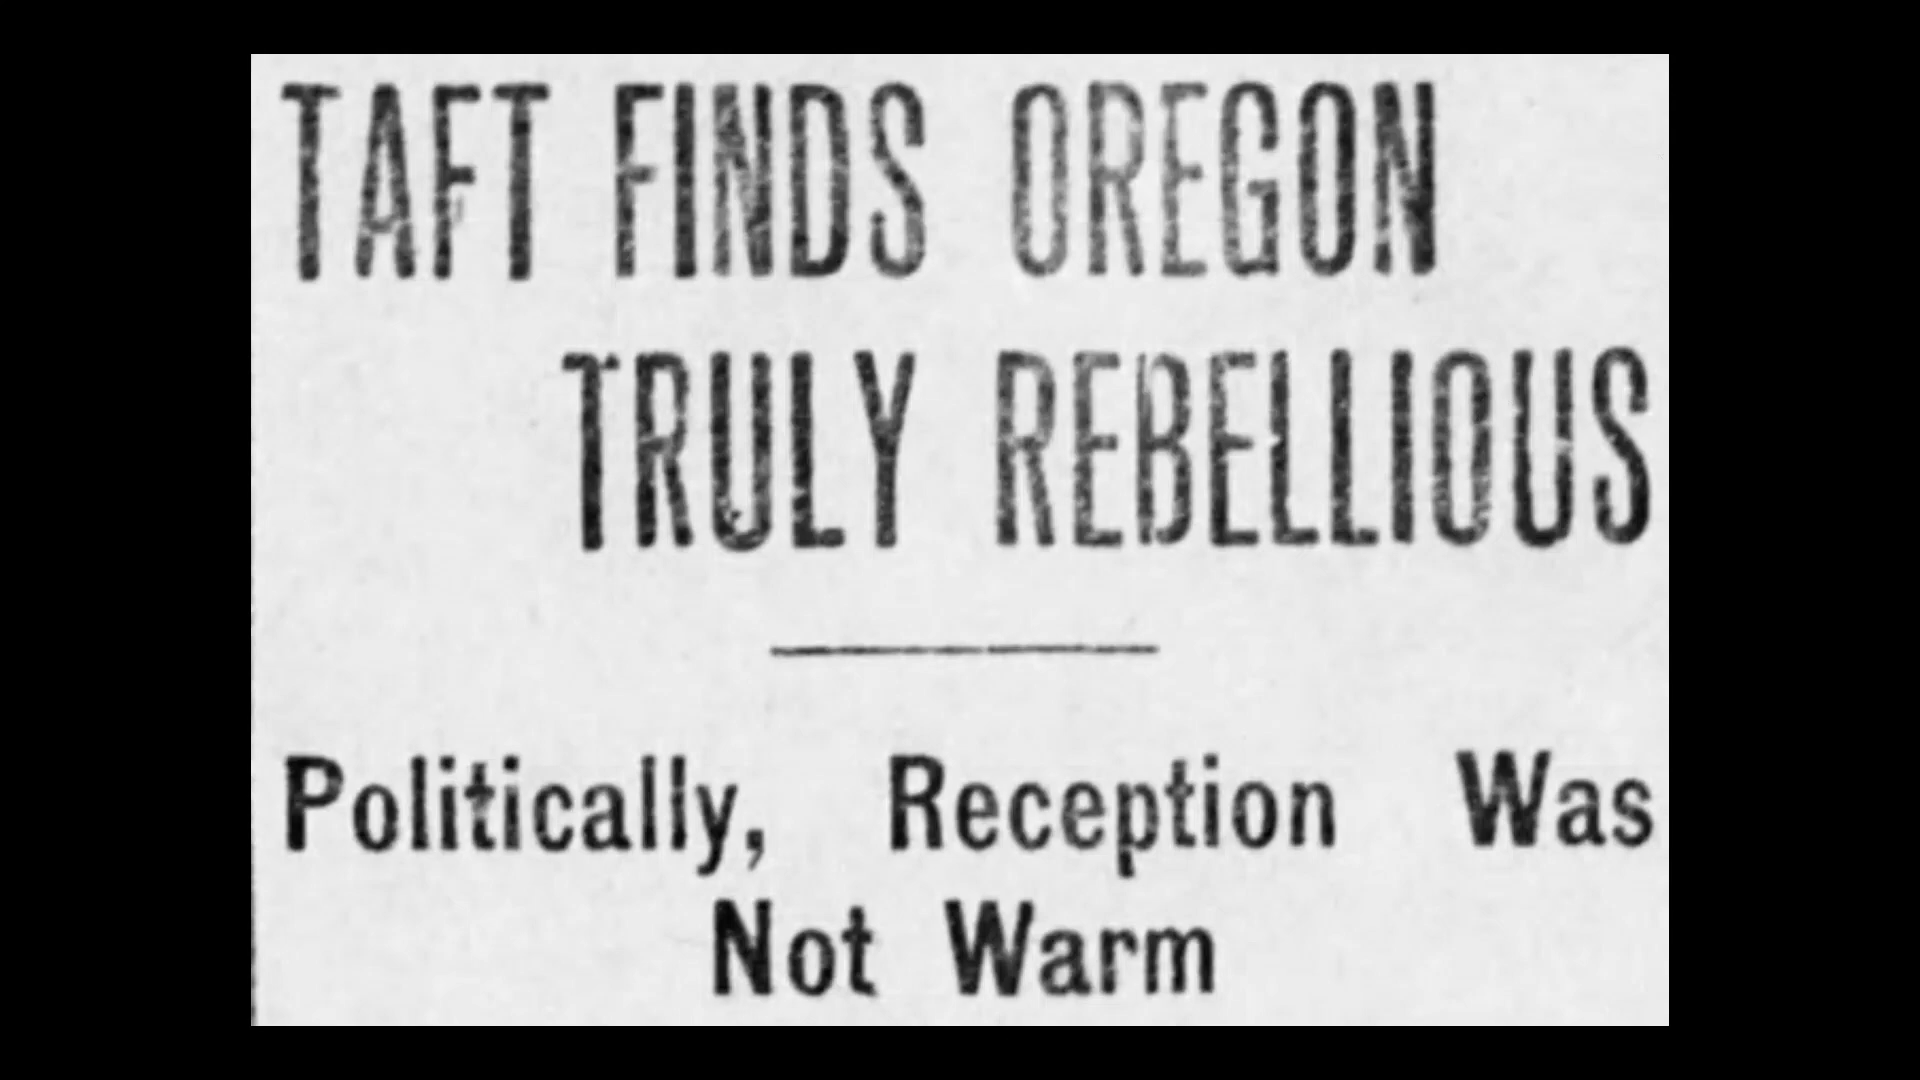 TAFT FINDS OREGON
TRULY REBELLIOUS
Politically, Reception Was
Not Warm